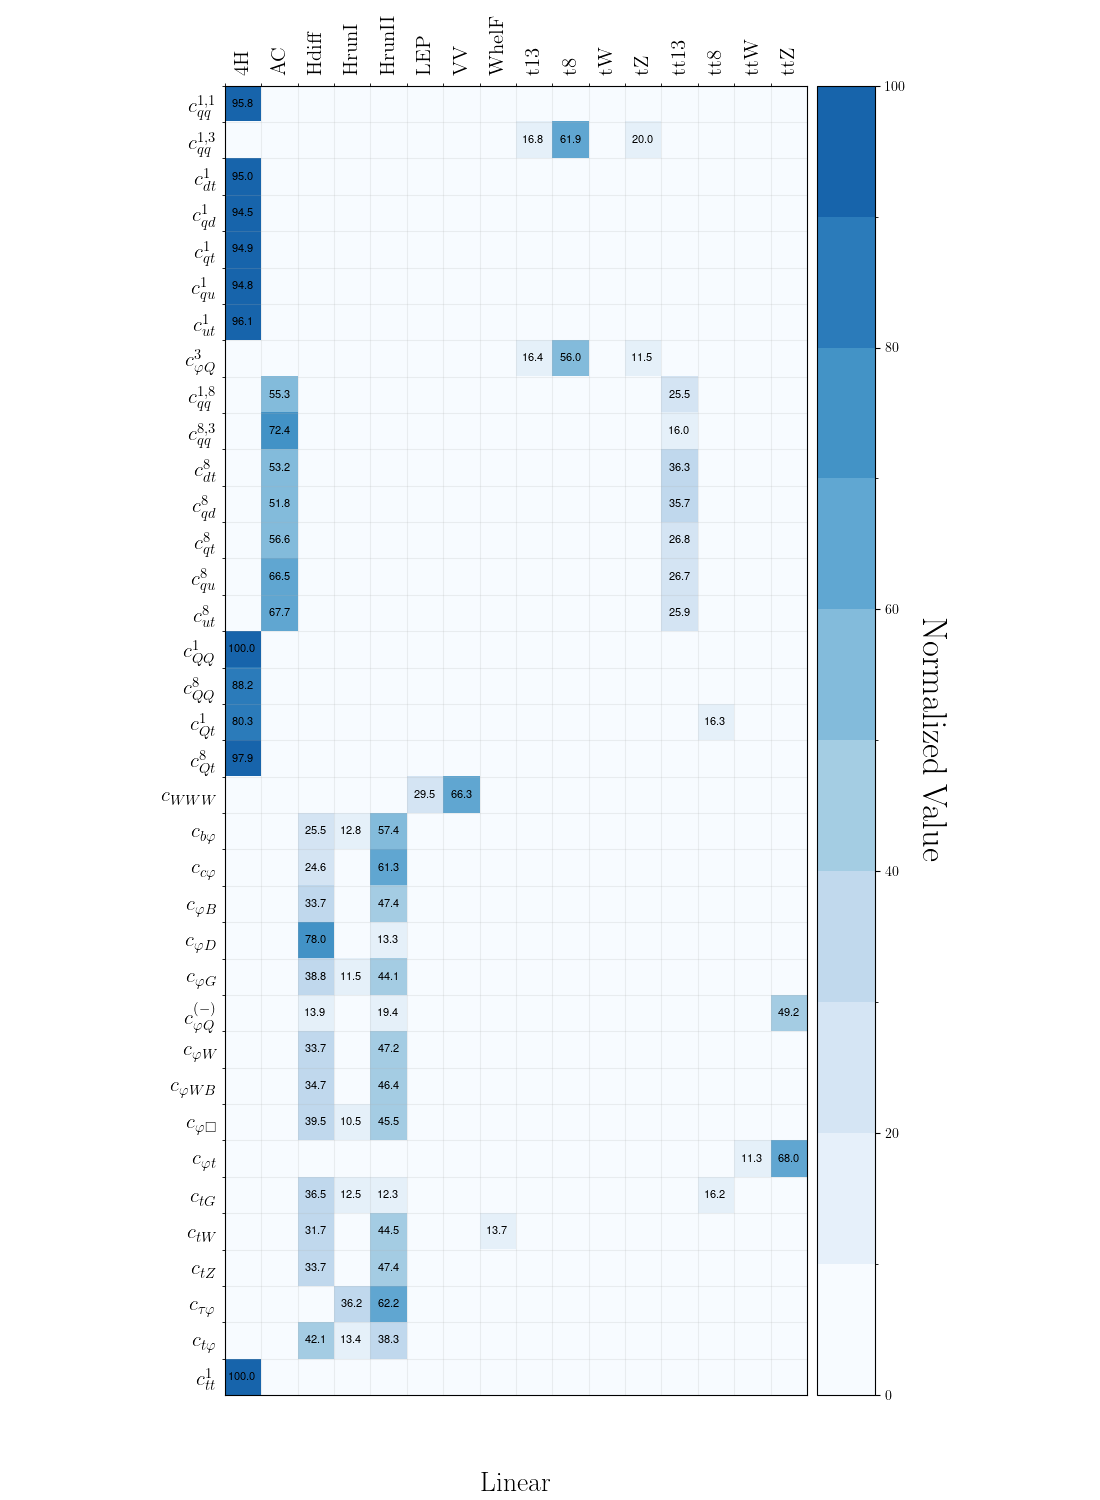 4H AC Hdiff HrunI HrunII LEP VV WhelF t13 t8 tW tZ tt13 tt8 ttW ttZ
c_{qq}^{1,1} 95.8
c_{qq}^{1,3} 16.8 61.9 20.0
c_{dt}^{1} 95.0
c_{qd}^{1} 94.5
c_{qt}^{1} 94.9
c_{qu}^{1} 94.8
c_{ut}^{1} 96.1
c_{φQ}^{3} 16.4 56.0 11.5
c_{qq}^{1,8} 55.3 25.5
c_{qq}^{8,3} 72.4 16.0
c_{dt}^{8} 53.2 36.3
c_{qd}^{8} 51.8 35.7
c_{qt}^{8} 56.6 26.8
c_{qu}^{8} 66.5 26.7
c_{ut}^{8} 67.7 25.9
c_{QQ}^{1} 100.0
c_{QQ}^{8} 88.2
c_{Qt}^{1} 80.3 16.3
c_{Qt}^{8} 97.9
c_{WWW} 29.5 66.3
c_{bφ} 25.5 12.8 57.4
c_{cφ} 24.6 61.3
c_{φB} 33.7 47.4
c_{φD} 78.0 13.3
c_{φG} 38.8 11.5 44.1
c_{φQ}^{(−)} 13.9 19.4 49.2
c_{φW} 33.7 47.2
c_{φWB} 34.7 46.4
c_{φ□} 39.5 10.5 45.5
c_{φt} 11.3 68.0
c_{tG} 36.5 12.5 12.3 16.2
c_{tW} 31.7 44.5 13.7
c_{tZ} 33.7 47.4
c_{τφ} 36.2 62.2
c_{tφ} 42.1 13.4 38.3
c_{tt}^{1} 100.0
100
80
60
40
20
0
Normalized Value
Linear